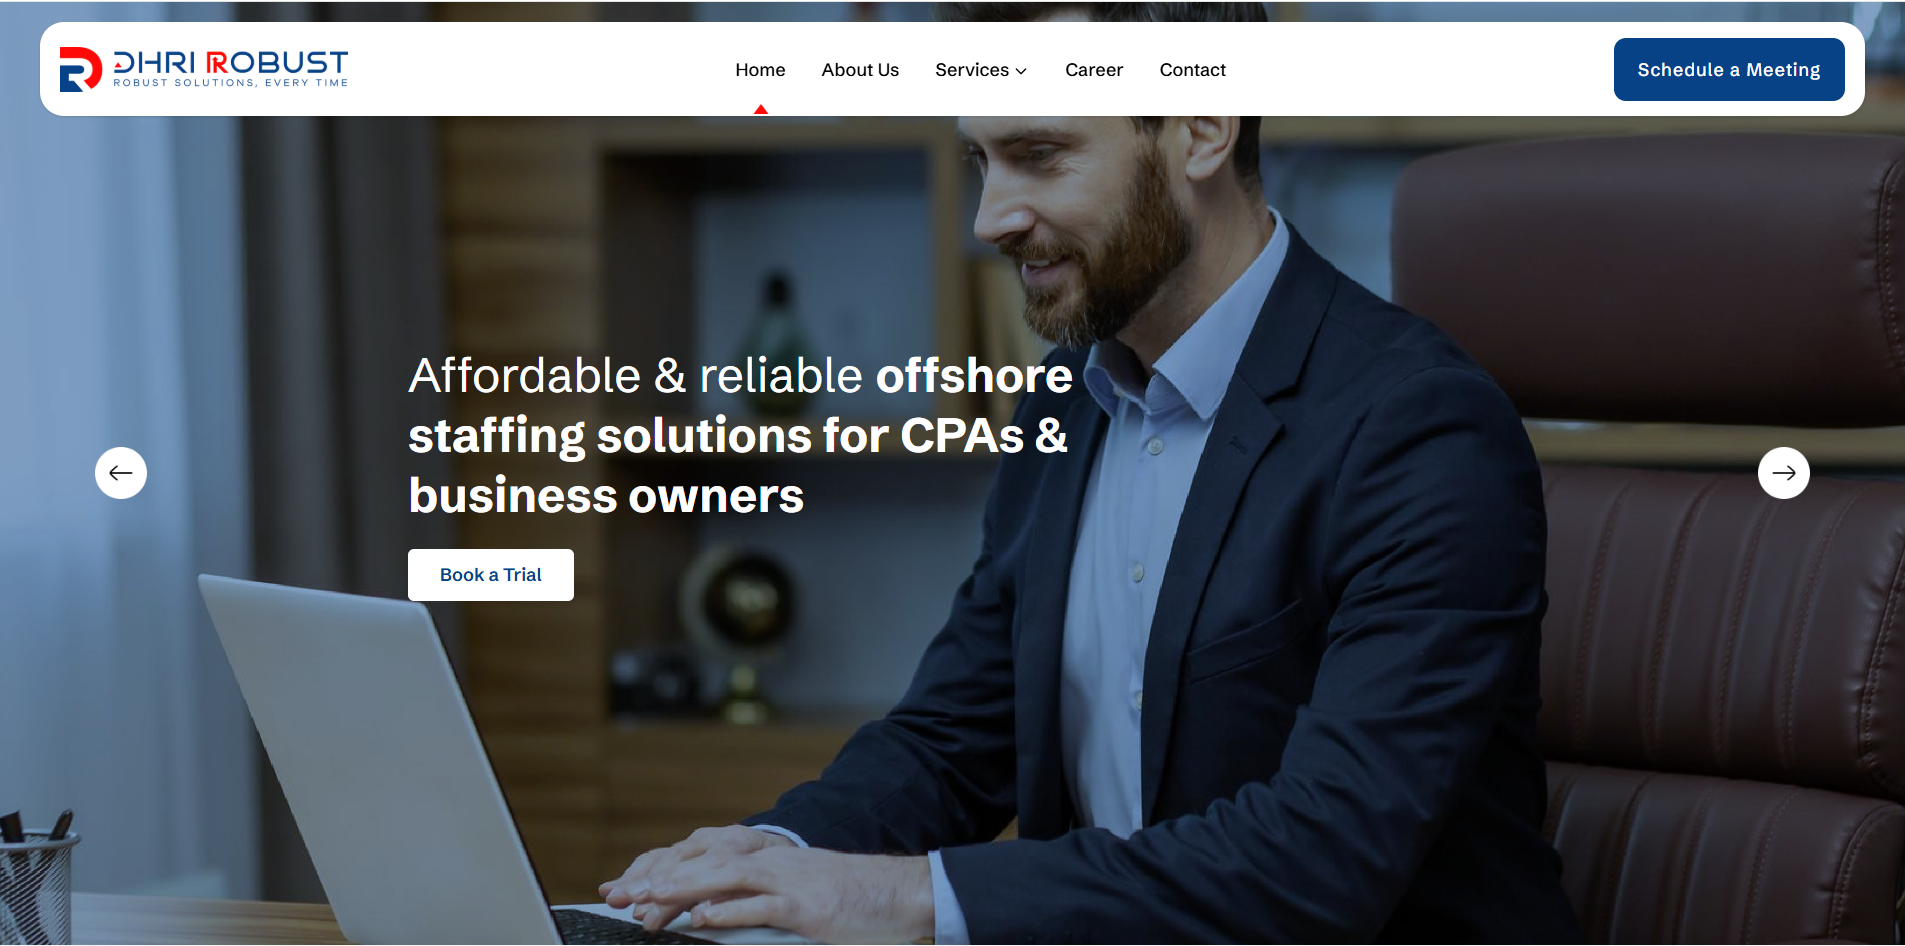 DHRI ROBUST
ROBUST SOLUTIONS, EVERY TIME
Home
About Us
Services
Career
Contact
Schedule a Meeting
Affordable & reliable offshore
staffing solutions for CPAs &
business owners
Book a Trial